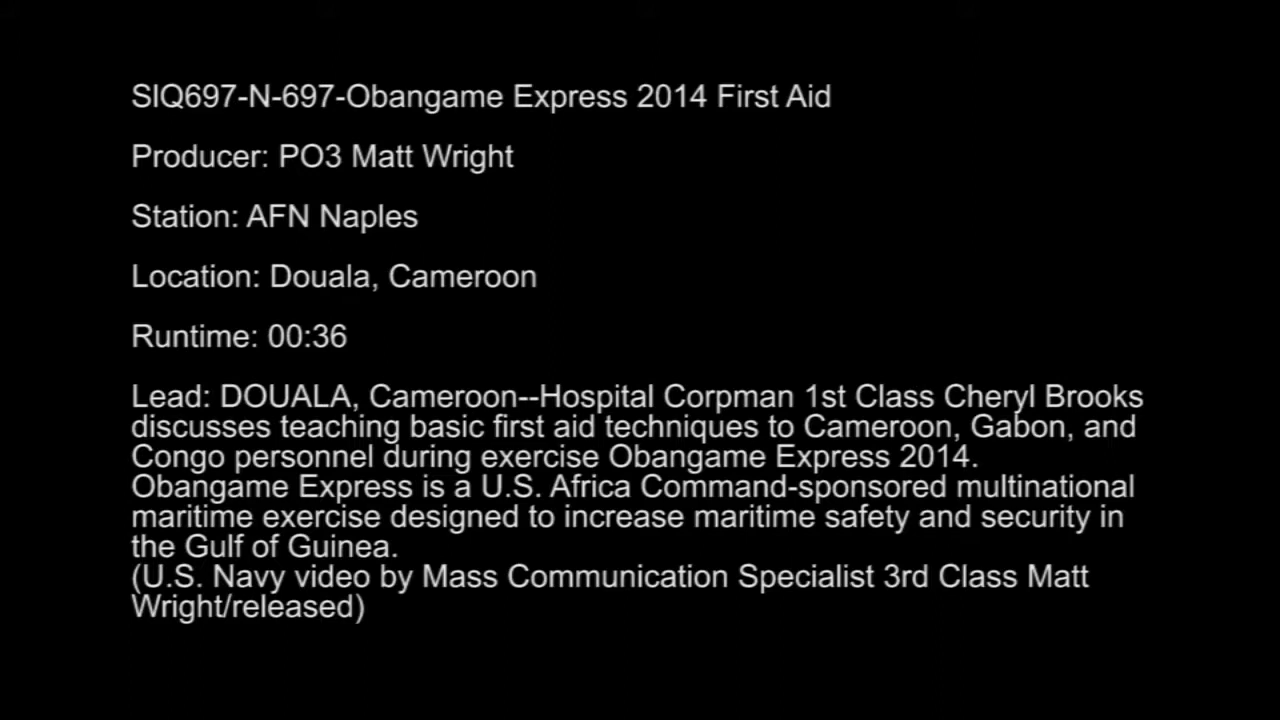 SIQ697-N-697-Obangame Express 2014 First Aid
Producer: PO3 Matt Wright
Station: AFN Naples
Location: Douala, Cameroon
Runtime: 00:36
Lead: DOUALA, Cameroon--Hospital Corpman 1st Class Cheryl Brooks
discusses teaching basic first aid techniques to Cameroon, Gabon, and
Congo personnel during exercise Obangame Express 2014.
Obangame Express is a U.S. Africa Command-sponsored multinational
maritime exercise designed to increase maritime safety and security in
the Gulf of Guinea.
(U.S. Navy video by Mass Communication Specialist 3rd Class Matt
Wright/released)